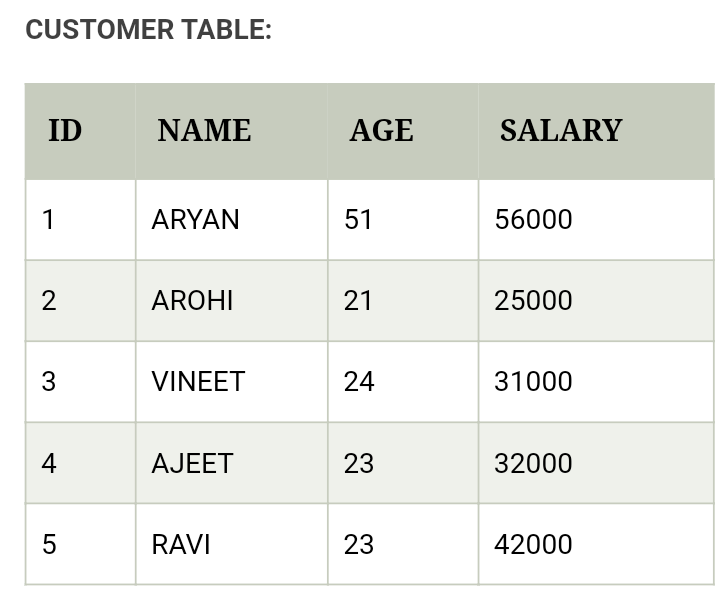 CUSTOMER TABLE:
ID NAME AGE SALARY
1 ARYAN 51 56000
2 AROHI 21 25000
3 VINEET 24 31000
4 AJEET 23 32000
5 RAVI 23 42000